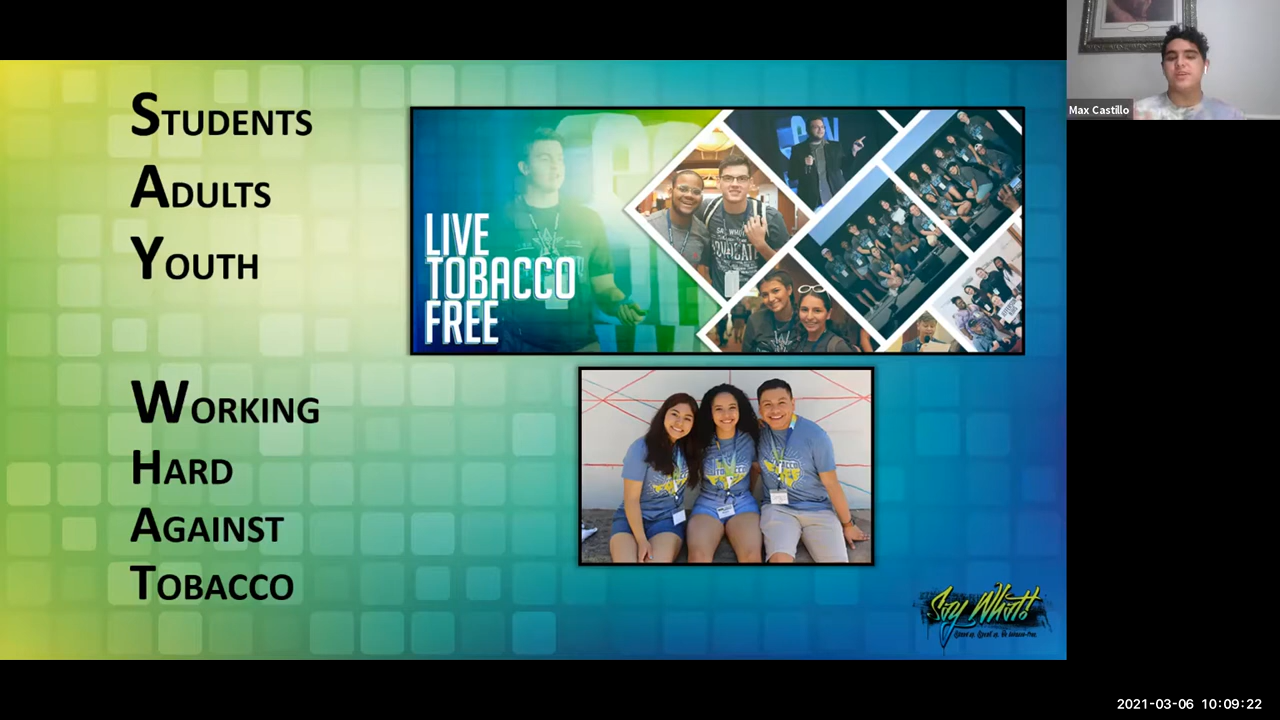 STUDENTS
ADULTS
YOUTH
WORKING
HARD
AGAINST
TOBACCO
LIVE
TOBACCO
FREE
Say What!
Max Castillo
2021-03-06 10:09:22